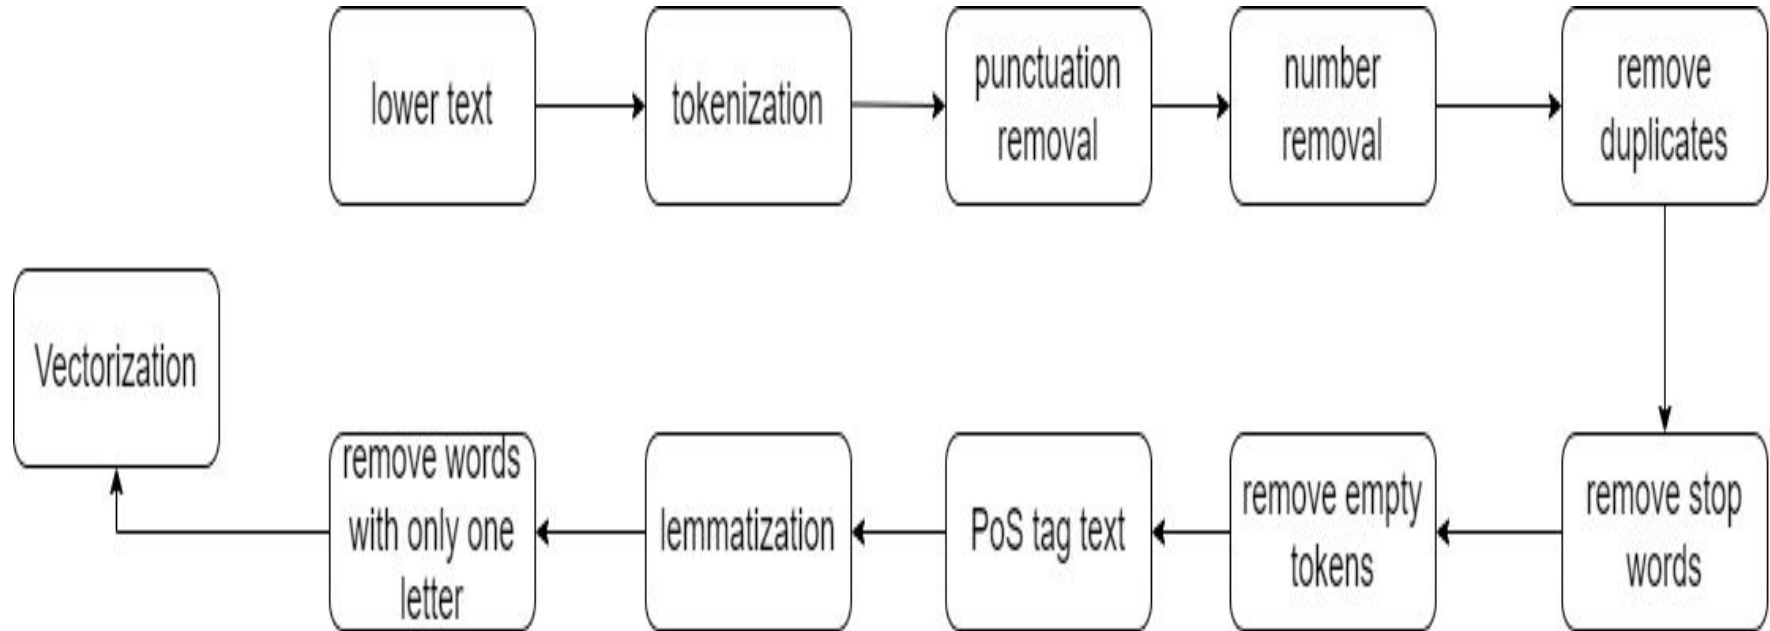 lower text
tokenization
punctuation
removal
number
removal
remove
duplicates
remove stop
words
remove empty
tokens
PoS tag text
lemmatization
remove words
with only one
letter
Vectorization